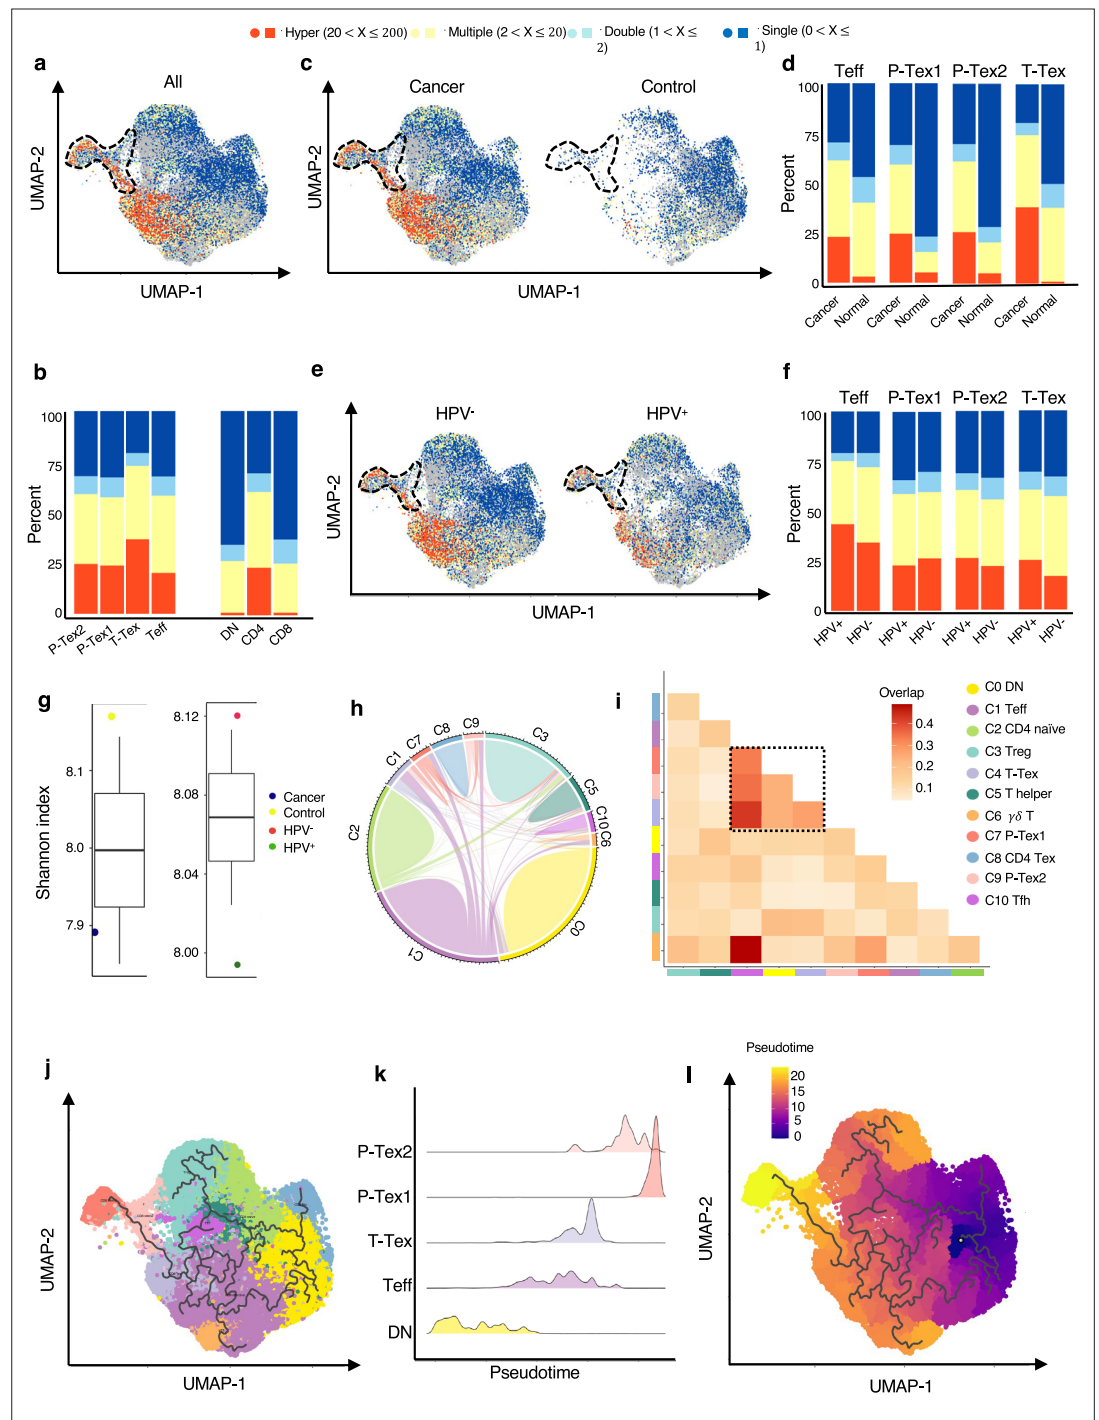 Hyper (20 < X ≤ 200)
Multiple (2 < X ≤ 20)
Double (1 < X ≤
2)
Single (0 < X ≤
1)
a
All
UMAP-2
UMAP-1
c
Cancer
Control
UMAP-1
d
Teff
P-Tex1
P-Tex2
T-Tex
100
75
50
25
0
Percent
Cancer
Normal
Cancer
Normal
Cancer
Normal
Cancer
Normal
b
100
75
50
25
0
Percent
P-Tex2
P-Tex1
T-Tex
Teff
DN
CD4
CD8
e
HPV-
HPV+
UMAP-2
UMAP-1
f
Teff
P-Tex1
P-Tex2
T-Tex
100
75
50
25
0
Percent
HPV+
HPV-
HPV+
HPV-
HPV+
HPV-
HPV+
HPV-
g
Shannon index
8.1
8.0
7.9
8.12
8.08
8.04
8.00
Cancer
Control
HPV-
HPV+
h
C9
C8
C7
C1
C2
C1
C0
C6
C10
C5
C3
i
Overlap
0.4
0.3
0.2
0.1
C0 DN
C1 Teff
C2 CD4 naïve
C3 Treg
C4 T-Tex
C5 T helper
C6 γδ T
C7 P-Tex1
C8 CD4 Tex
C9 P-Tex2
C10 Tfh
j
UMAP-2
UMAP-1
k
P-Tex2
P-Tex1
T-Tex
Teff
DN
Pseudotime
l
Pseudotime
20
15
10
5
0
UMAP-2
UMAP-1